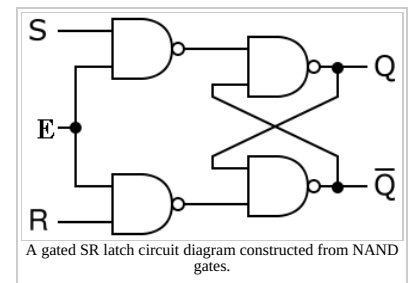 S
Q
E
Q̅
R
A gated SR latch circuit diagram constructed from NAND
gates.